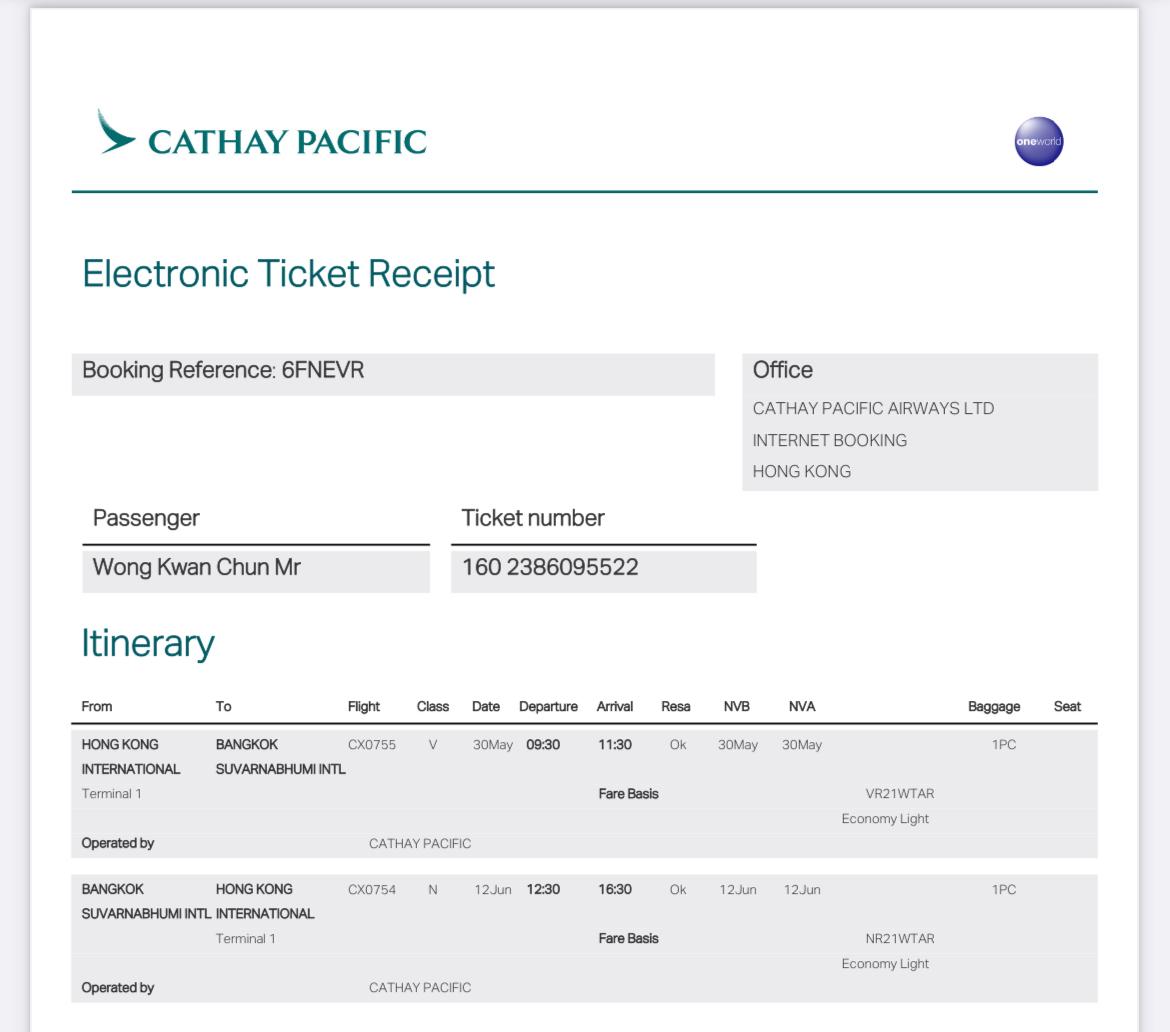 CATHAY PACIFIC
oneworld
Electronic Ticket Receipt
Booking Reference: 6FNEVR
Office
CATHAY PACIFIC AIRWAYS LTD
INTERNET BOOKING
HONG KONG
Passenger Ticket number
Wong Kwan Chun Mr 160 2386095522
Itinerary
From To Flight Class Date Departure Arrival Resa NVB NVA Baggage Seat
HONG KONG BANGKOK CX0755 V 30May 09:30 11:30 Ok 30May 30May 1PC
INTERNATIONAL SUVARNABHUMI INTL
Terminal 1 Fare Basis VR21WTAR
Economy Light
Operated by CATHAY PACIFIC
BANGKOK HONG KONG CX0754 N 12Jun 12:30 16:30 Ok 12Jun 12Jun 1PC
SUVARNABHUMI INTL INTERNATIONAL
Terminal 1 Fare Basis NR21WTAR
Economy Light
Operated by CATHAY PACIFIC